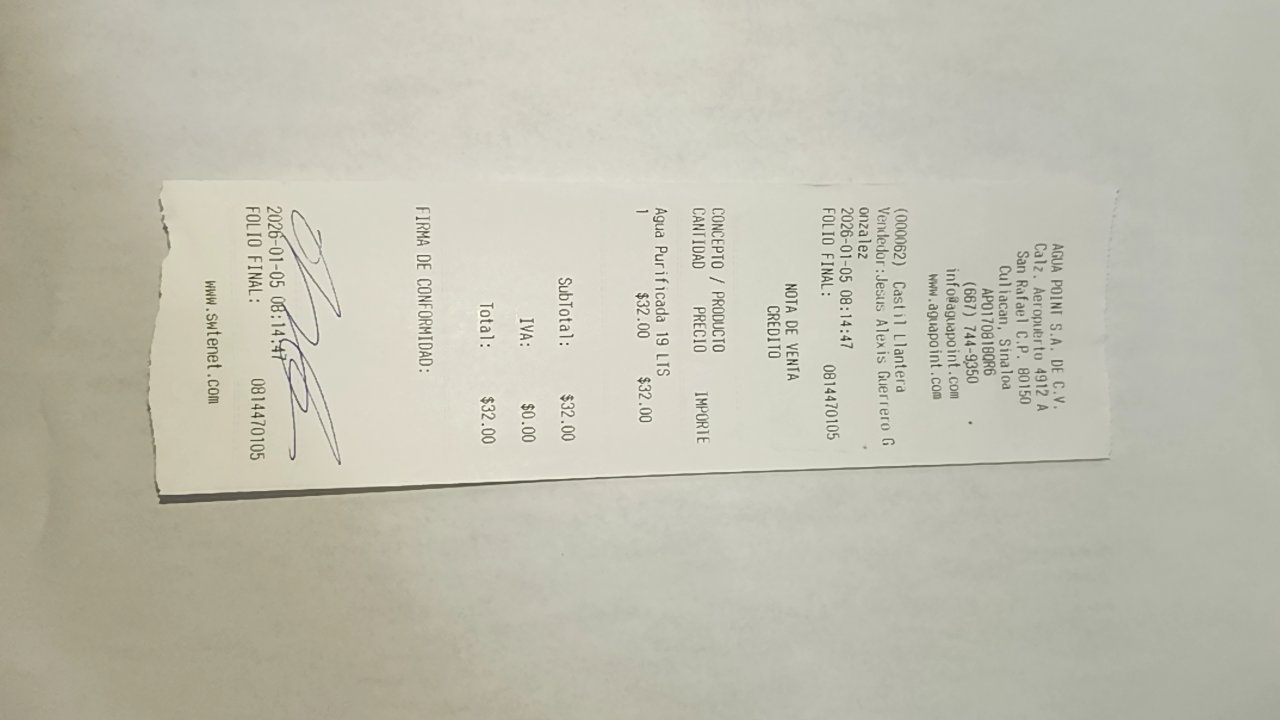 AGUA POINT S.A. DE C.V.
Calz. Aeropuerto 4912 A
San Rafael C.P. 80150
Culiacan, Sinaloa
APO170818QR6
(667) 744-9350
info@aguapoint.com
www.aguapoint.com
(000062) Castil Llantera
Vendedor:Jesus Alexis Guerrero G
onzalez
2026-01-05 08:14:47
FOLIO FINAL: 0814470105
NOTA DE VENTA
CREDITO
CONCEPTO / PRODUCTO
CANTIDAD PRECIO IMPORTE
Agua Purificada 19 LTS
1 $32.00 $32.00
SubTotal: $32.00
IVA: $0.00
Total: $32.00
FIRMA DE CONFORMIDAD:
2026-01-05 08:14:47
FOLIO FINAL: 0814470105
www.swtenet.com